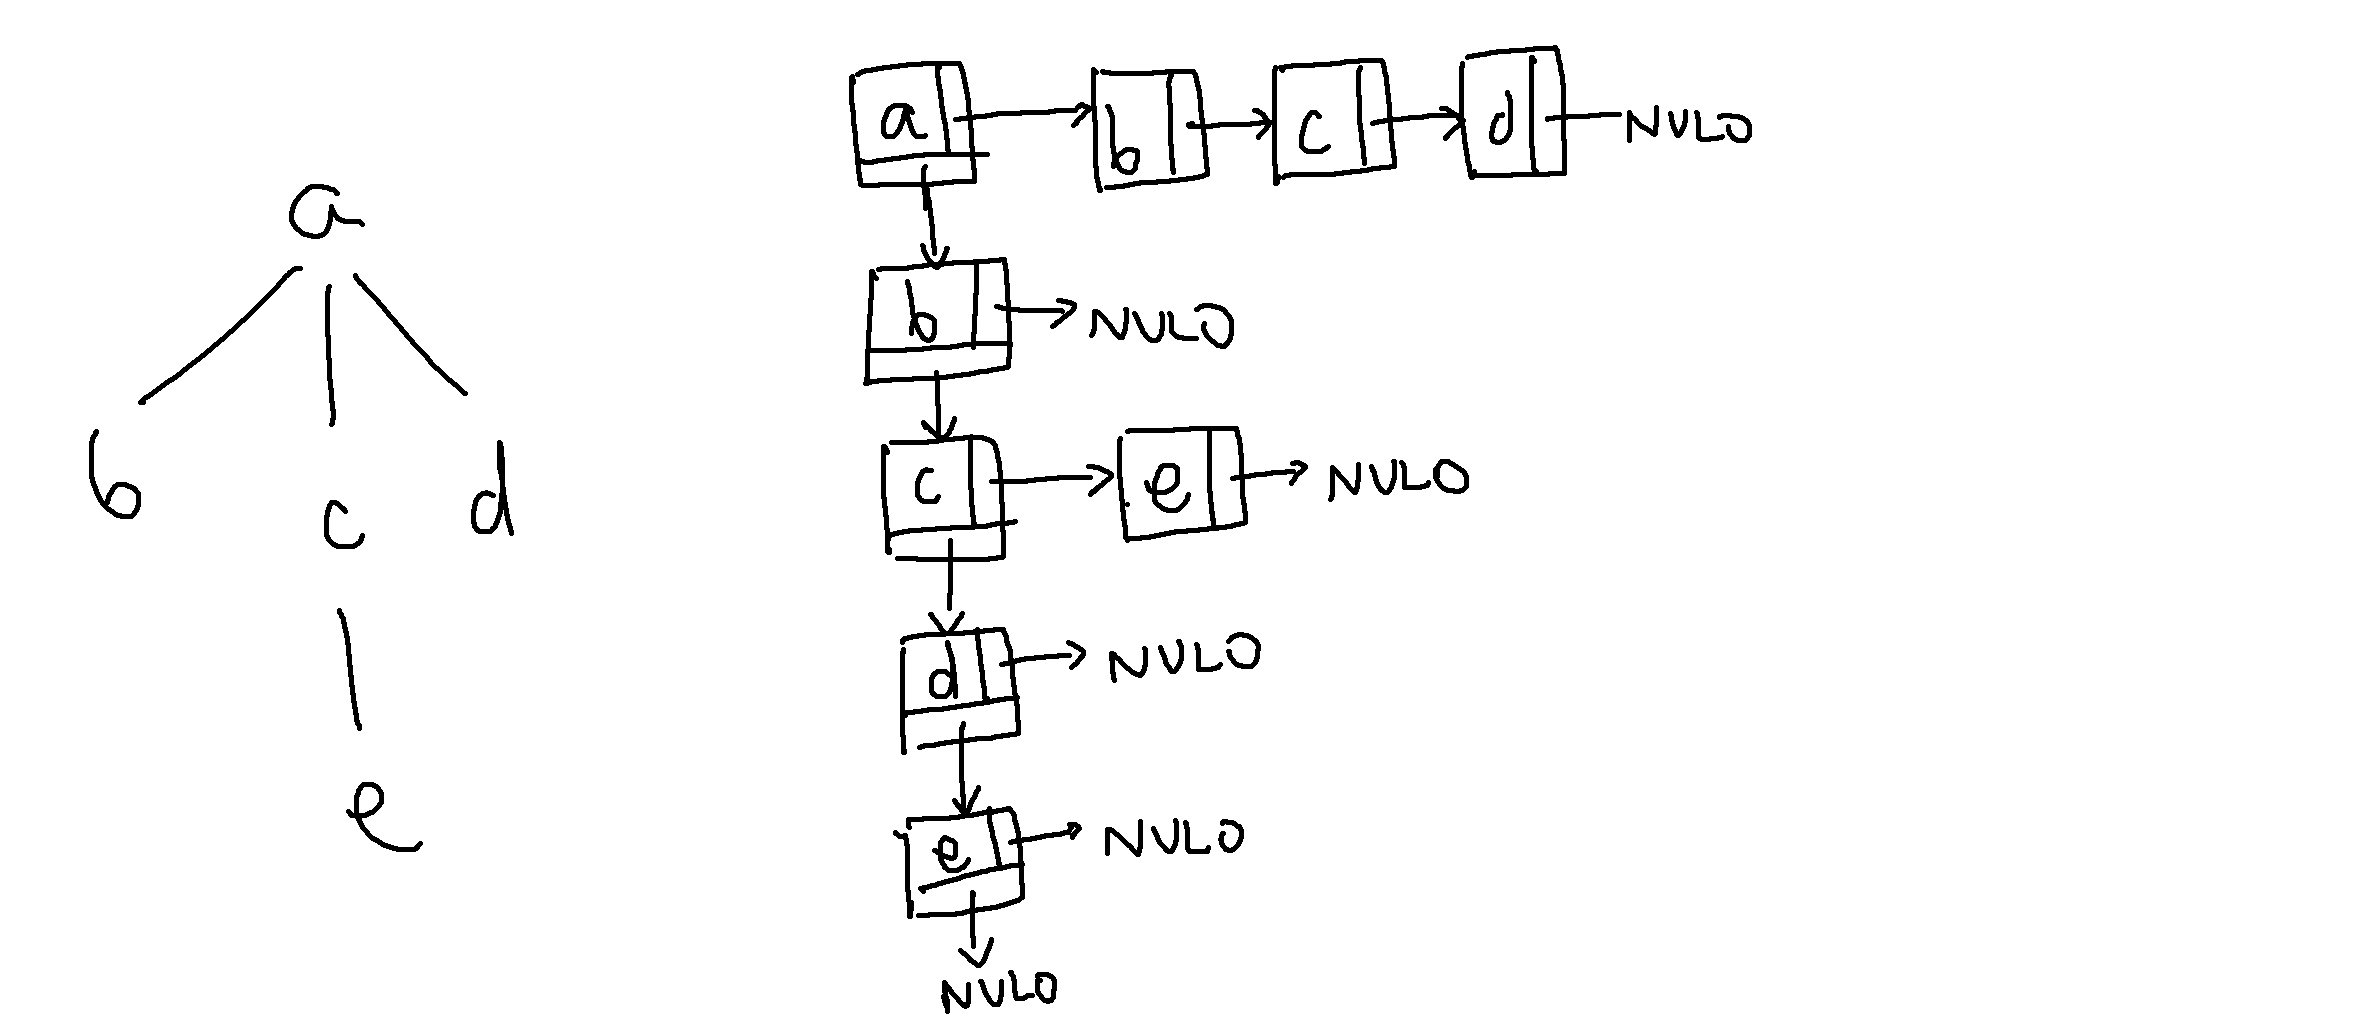 a
b c d
e
a b c d NULO
b NULO
c e NULO
d NULO
e NULO
NULO